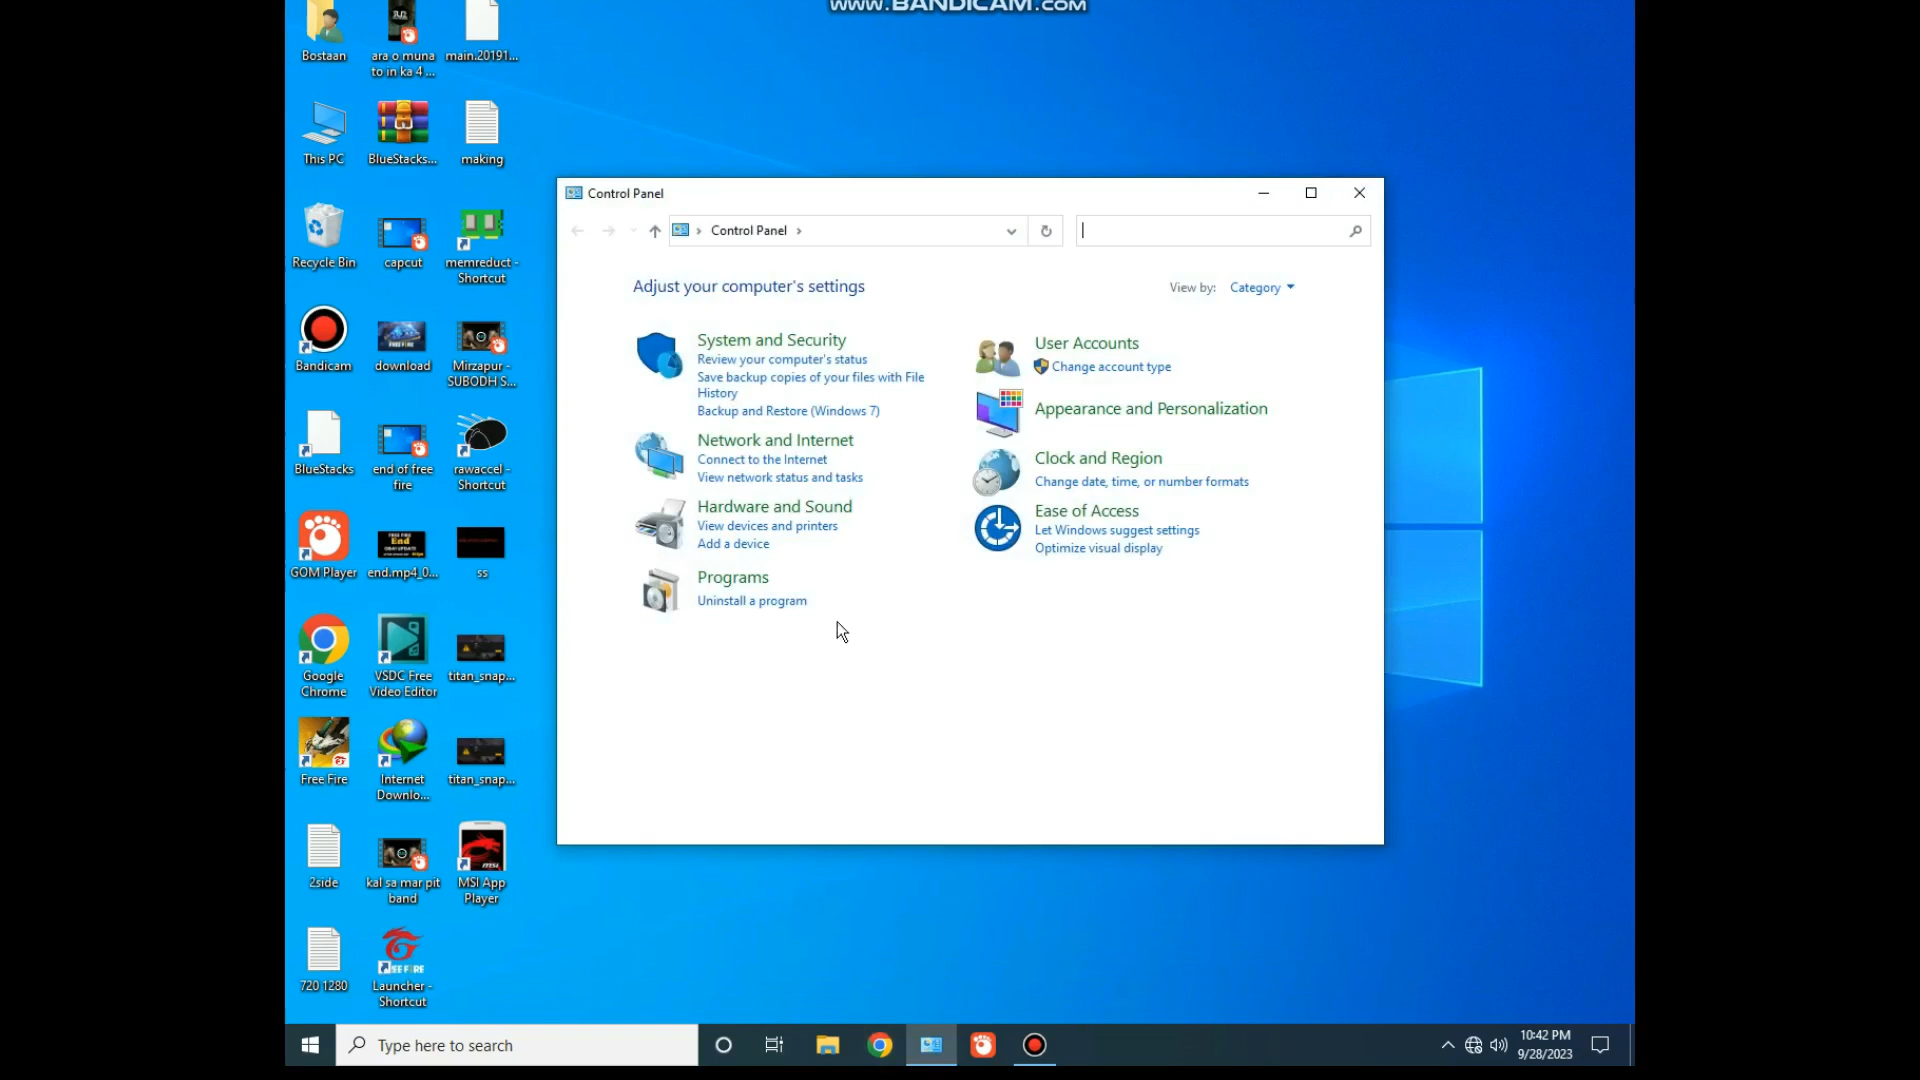 www.BANDICAM.com
Bostaan
ara o muna
to in ka 4 ...
main.20191...
This PC
BlueStacks...
making
Recycle Bin
capcut
memreduct -
Shortcut
Bandicam
download
Mirzapur -
SUBODH S...
BlueStacks
end of free
fire
rawaccel -
Shortcut
GOM Player
end.mp4_0...
ss
Google
Chrome
VSDC Free
Video Editor
titan_snap...
Free Fire
Internet
Downlo...
titan_snap...
2side
kal sa mar pit
band
MSI App
Player
720 1280
Launcher -
Shortcut
Control Panel
Control Panel
Adjust your computer's settings
View by: Category
System and Security
Review your computer's status
Save backup copies of your files with File
History
Backup and Restore (Windows 7)
Network and Internet
Connect to the Internet
View network status and tasks
Hardware and Sound
View devices and printers
Add a device
Programs
Uninstall a program
User Accounts
Change account type
Appearance and Personalization
Clock and Region
Change date, time, or number formats
Ease of Access
Let Windows suggest settings
Optimize visual display
Type here to search
10:42 PM
9/28/2023